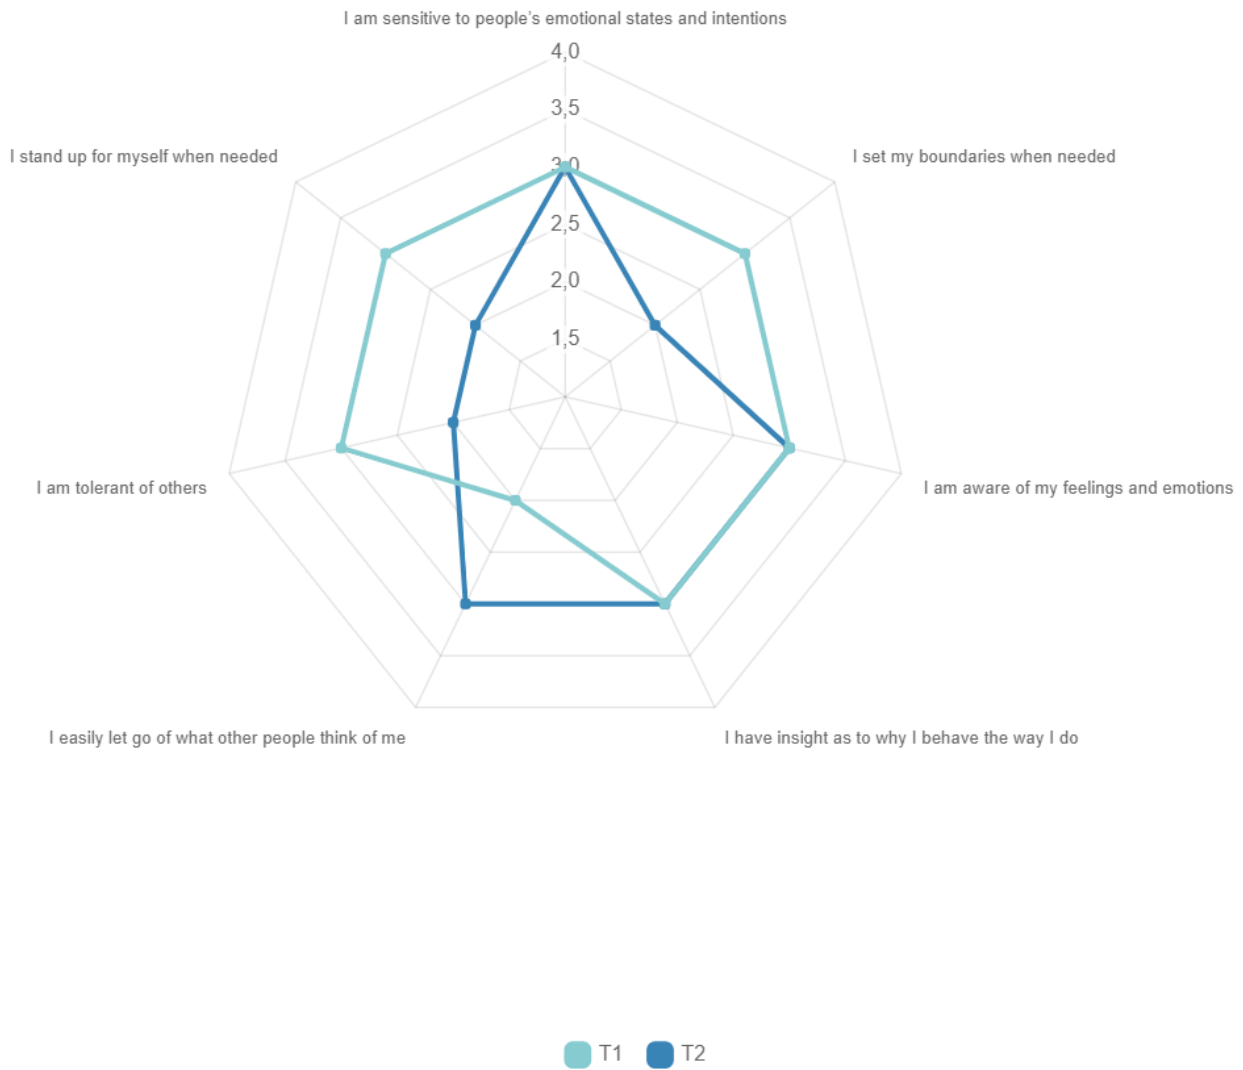 I am sensitive to people's emotional states and intentions
4,0
3,5
I stand up for myself when needed
I set my boundaries when needed
3,0
2,5
2,0
1,5
I am tolerant of others
I am aware of my feelings and emotions
I easily let go of what other people think of me
I have insight as to why I behave the way I do
T1
T2